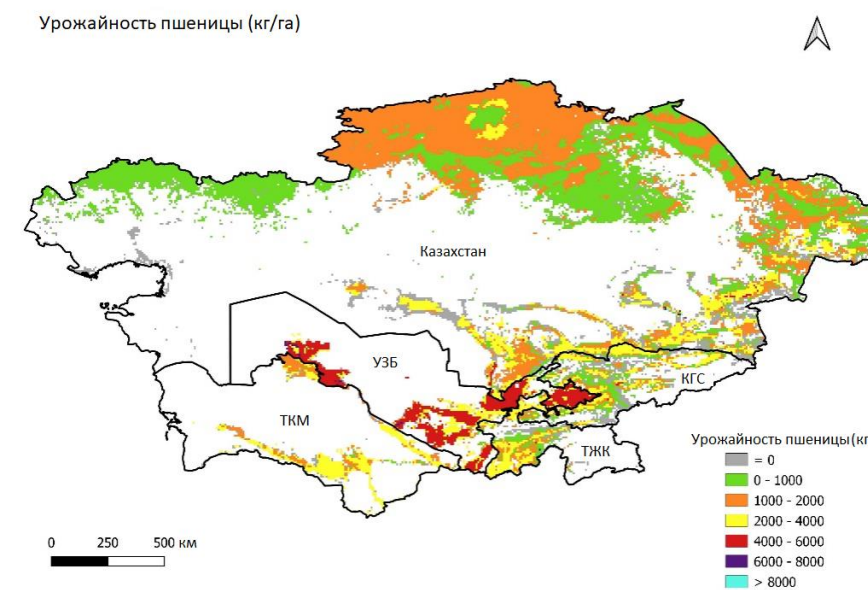 Урожайность пшеницы (кг/га)
Казахстан
УЗБ
КГС
ТКМ
ТЖК
Урожайность пшеницы(кг
= 0
0 - 1000
1000 - 2000
2000 - 4000
4000 - 6000
6000 - 8000
> 8000
0 250 500 км